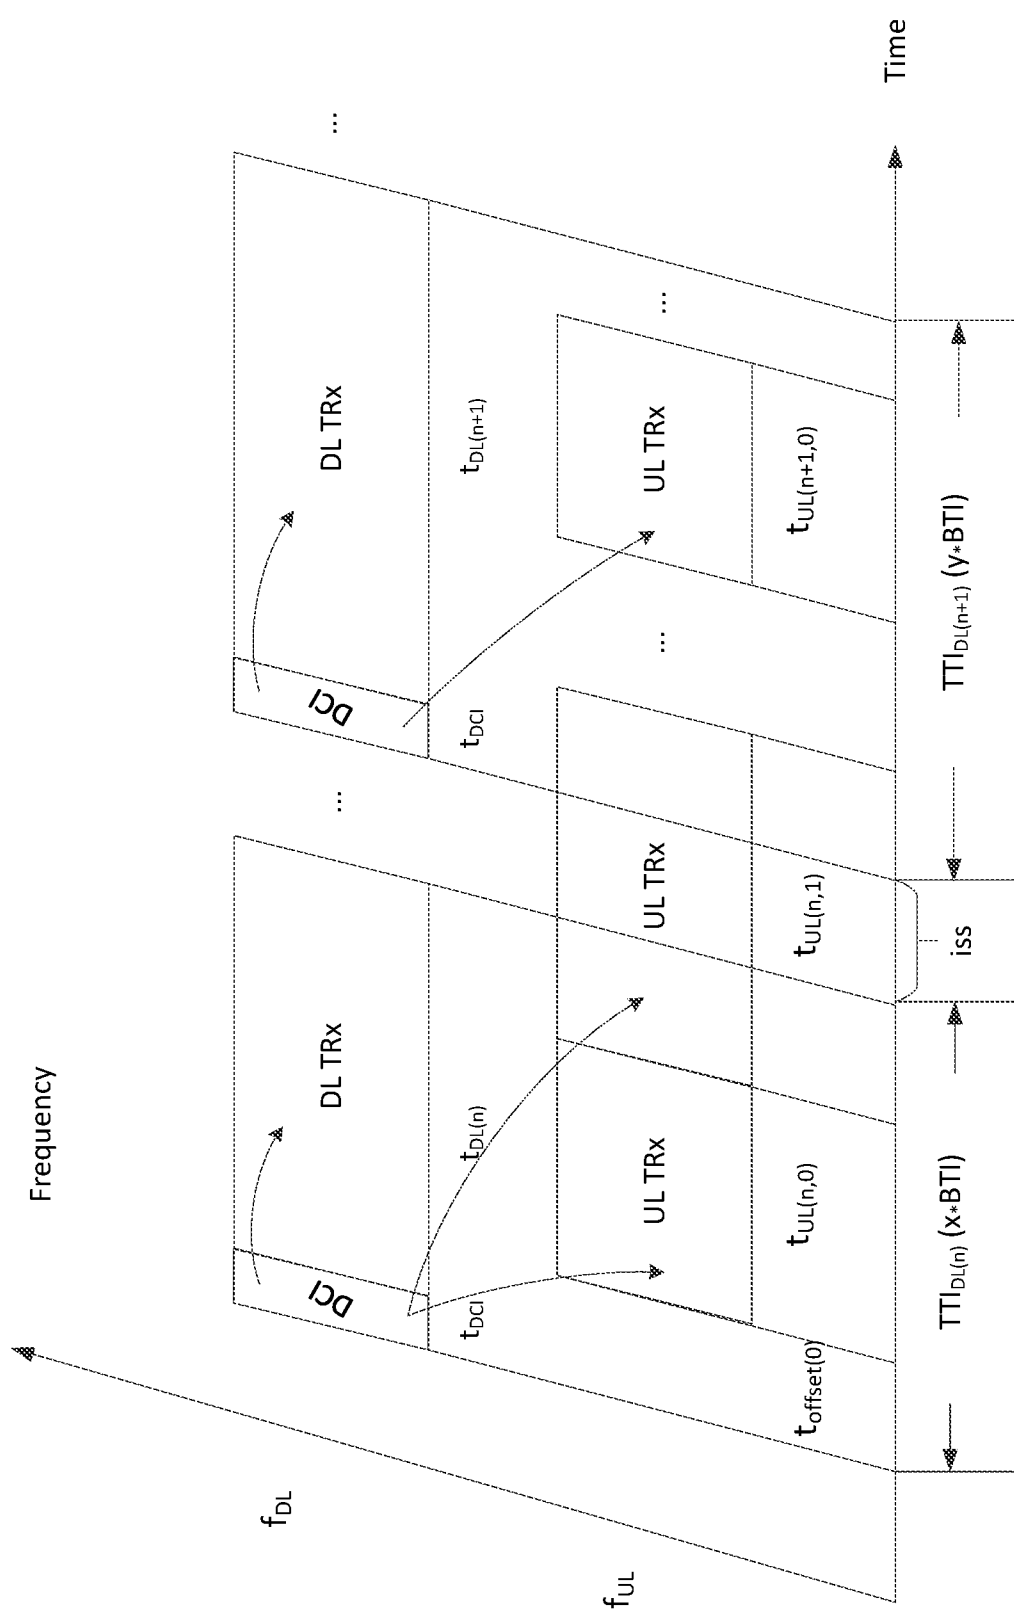 Frequency
Time
f_DL
DCI
DL TRx
...
DCI
DL TRx
...
t_DCI
t_DL(n)
t_DCI
t_DL(n+1)
f_UL
UL TRx
UL TRx
...
UL TRx
...
t_offset(0)
t_UL(n,0)
t_UL(n,1)
t_UL(n+1,0)
TTI_DL(n) (x*BTI)
iss
TTI_DL(n+1) (y*BTI)